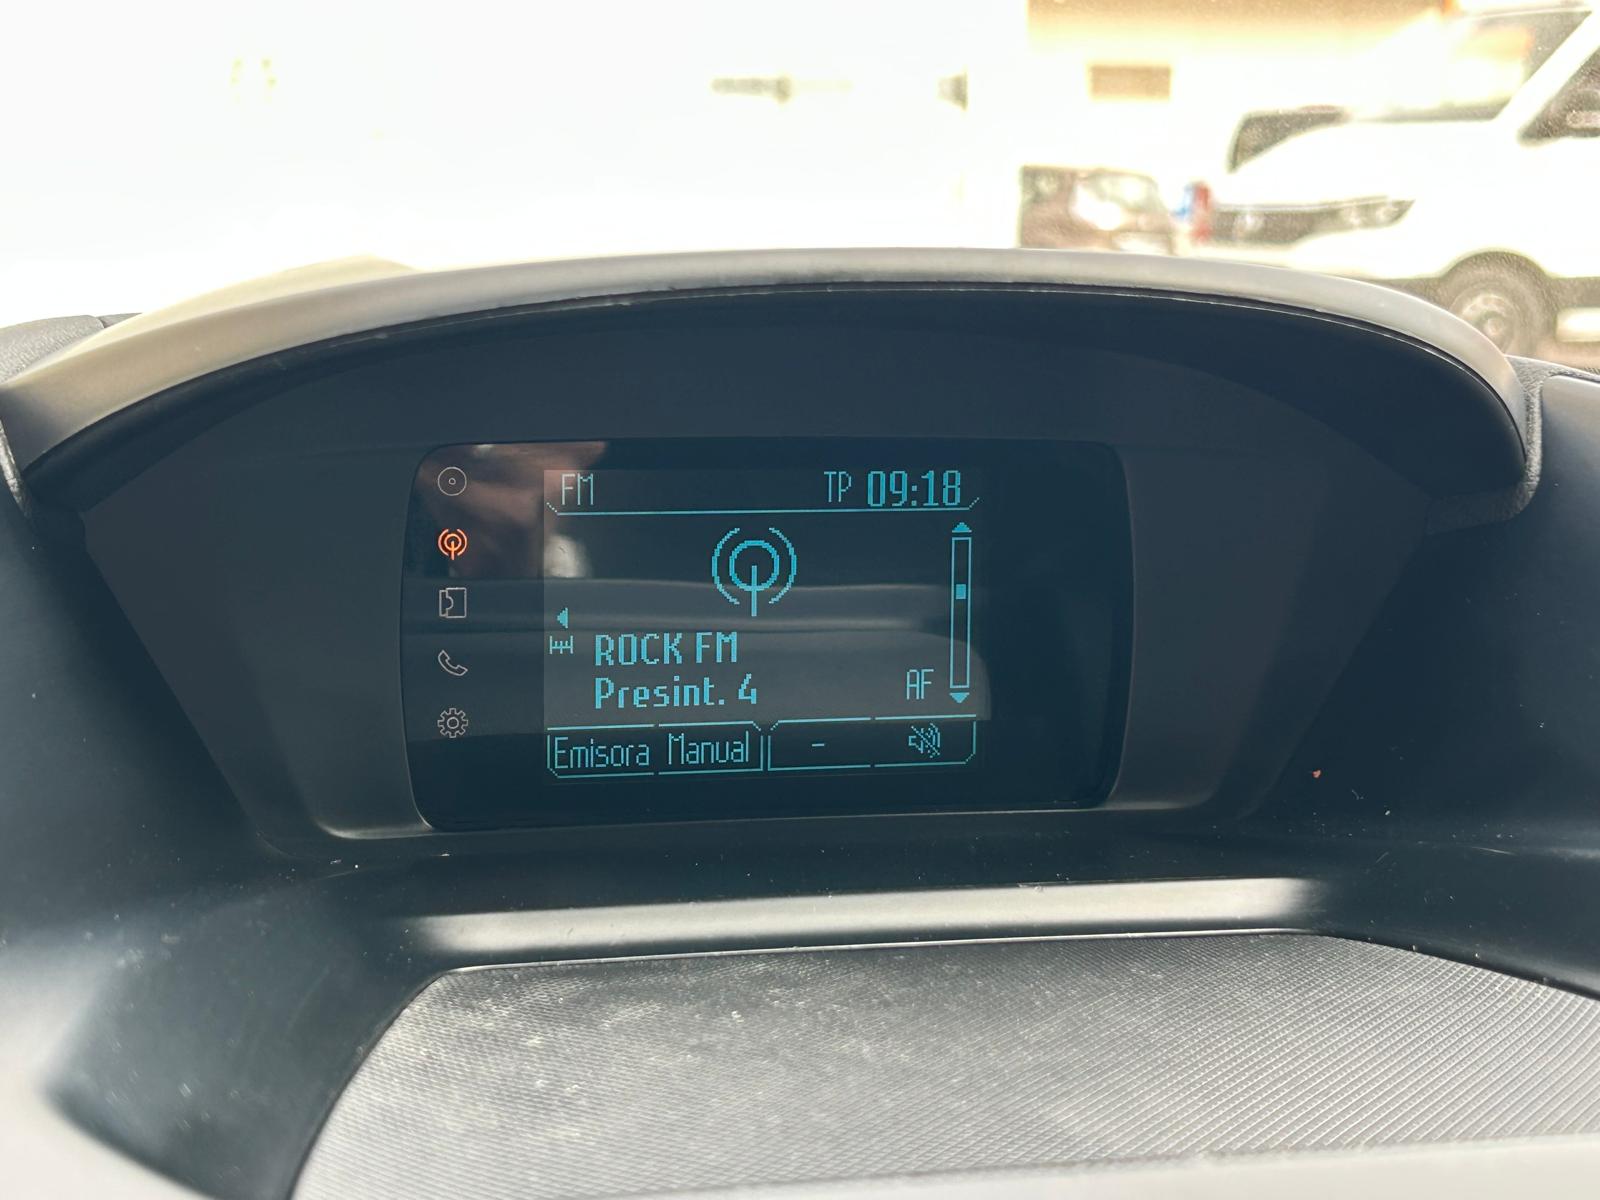 FM TP 09:18
ROCK FM
Presint. 4 AF
Emisora Manual -